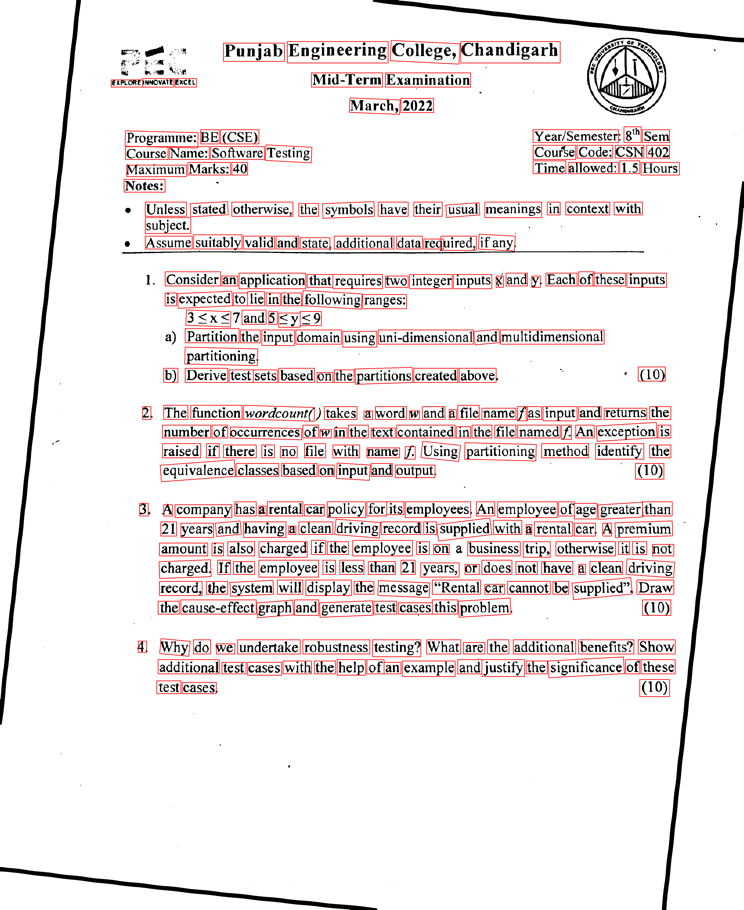 Punjab Engineering College, Chandigarh
PEC
EXPLORE INNOVATE EXCEL
PEC UNIVERSITY OF TECHNOLOGY
CHANDIGARH
Mid-Term Examination
March, 2022
Programme: BE (CSE)
Year/Semester: 8th Sem
Course Name: Software Testing
Course Code: CSN 402
Maximum Marks: 40
Time allowed: 1.5 Hours
Notes:
• Unless stated otherwise, the symbols have their usual meanings in context with
subject.
• Assume suitably valid and state, additional data required, if any.
1. Consider an application that requires two integer inputs x and y. Each of these inputs
is expected to lie in the following ranges:
3 ≤ x ≤ 7 and 5 ≤ y ≤ 9
a) Partition the input domain using uni-dimensional and multidimensional
partitioning.
b) Derive test sets based on the partitions created above. (10)
2. The function wordcount() takes a word w and a file name f as input and returns the
number of occurrences of w in the text contained in the file named f. An exception is
raised if there is no file with name f. Using partitioning method identify the
equivalence classes based on input and output. (10)
3. A company has a rental car policy for its employees. An employee of age greater than
21 years and having a clean driving record is supplied with a rental car. A premium
amount is also charged if the employee is on a business trip, otherwise it is not
charged. If the employee is less than 21 years, or does not have a clean driving
record, the system will display the message “Rental car cannot be supplied”. Draw
the cause-effect graph and generate test cases this problem. (10)
4. Why do we undertake robustness testing? What are the additional benefits? Show
additional test cases with the help of an example and justify the significance of these
test cases. (10)